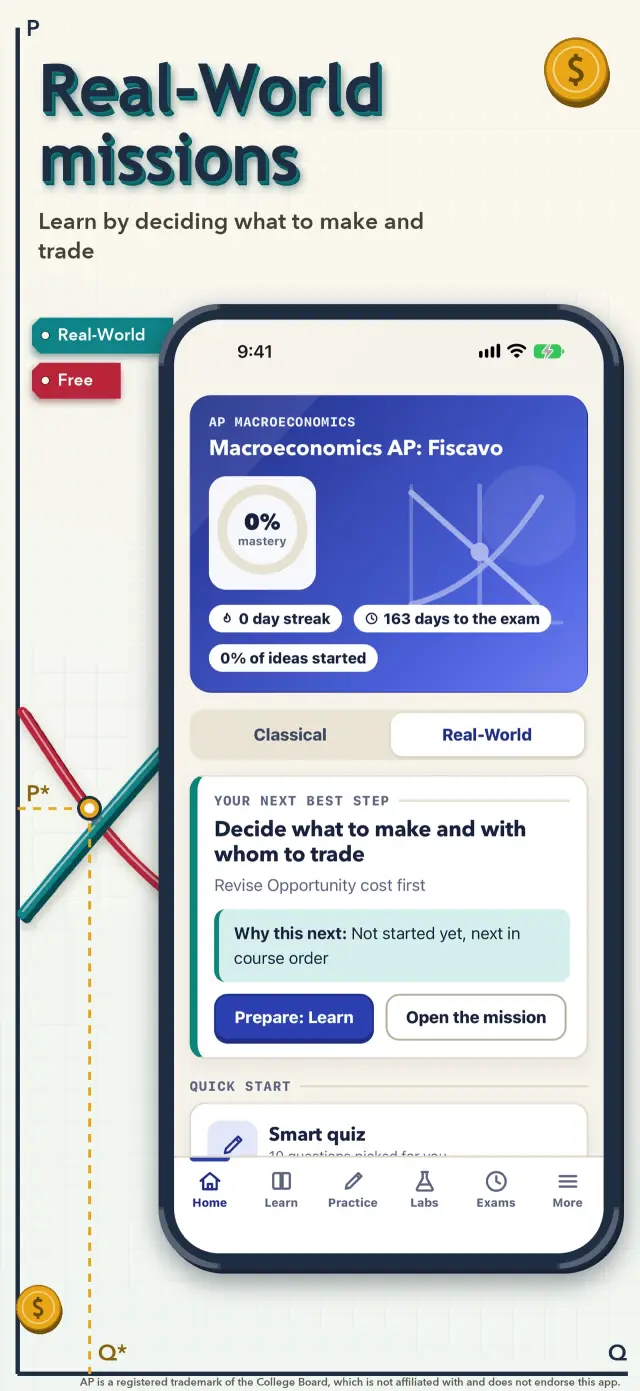 P
$
Real-World
missions
Learn by deciding what to make and
trade
Real-World
Free
9:41
AP MACROECONOMICS
Macroeconomics AP: Fiscavo
0%
mastery
0 day streak
163 days to the exam
0% of ideas started
Classical
Real-World
YOUR NEXT BEST STEP
Decide what to make and with
whom to trade
Revise Opportunity cost first
Why this next: Not started yet, next in
course order
Prepare: Learn
Open the mission
QUICK START
Smart quiz
10 questions picked for you
Home
Learn
Practice
Labs
Exams
More
P*
$
Q*
Q
AP is a registered trademark of the College Board, which is not affiliated with and does not endorse this app.